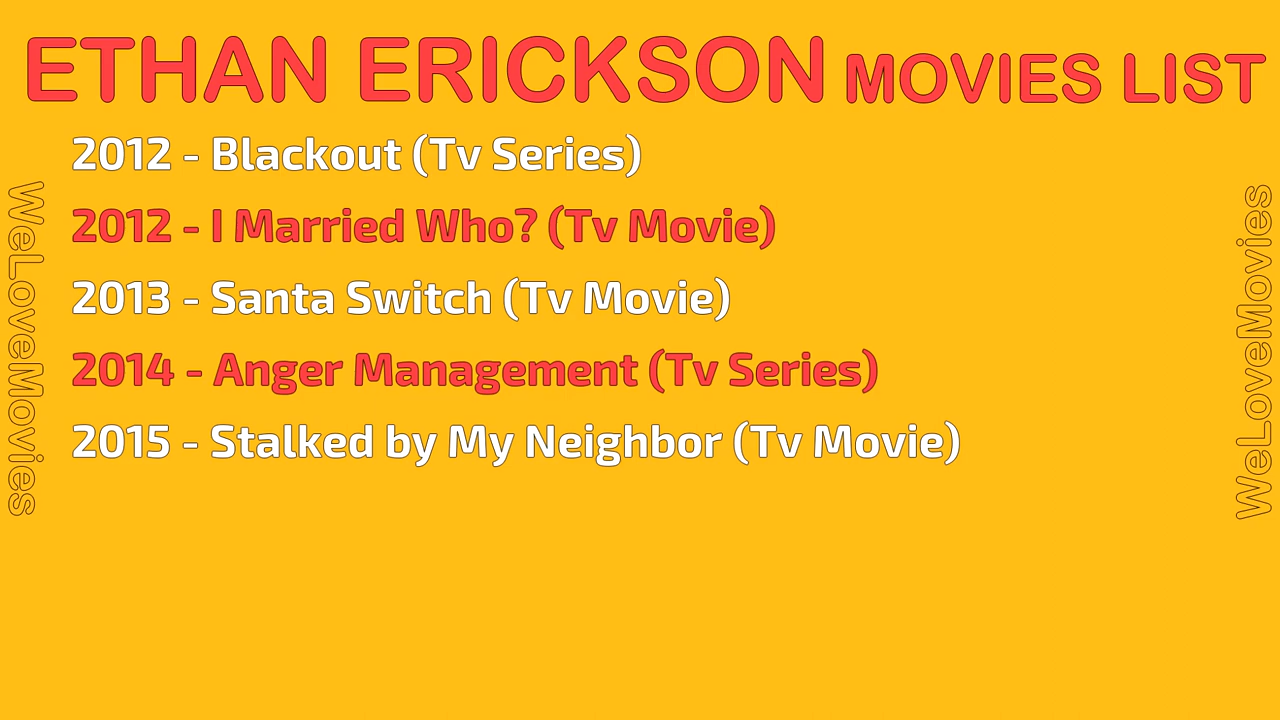 ETHAN ERICKSON MOVIES LIST
2012 - Blackout (Tv Series)
2012 - I Married Who? (Tv Movie)
2013 - Santa Switch (Tv Movie)
2014 - Anger Management (Tv Series)
2015 - Stalked by My Neighbor (Tv Movie)
WeLoveMovies
WeLoveMovies